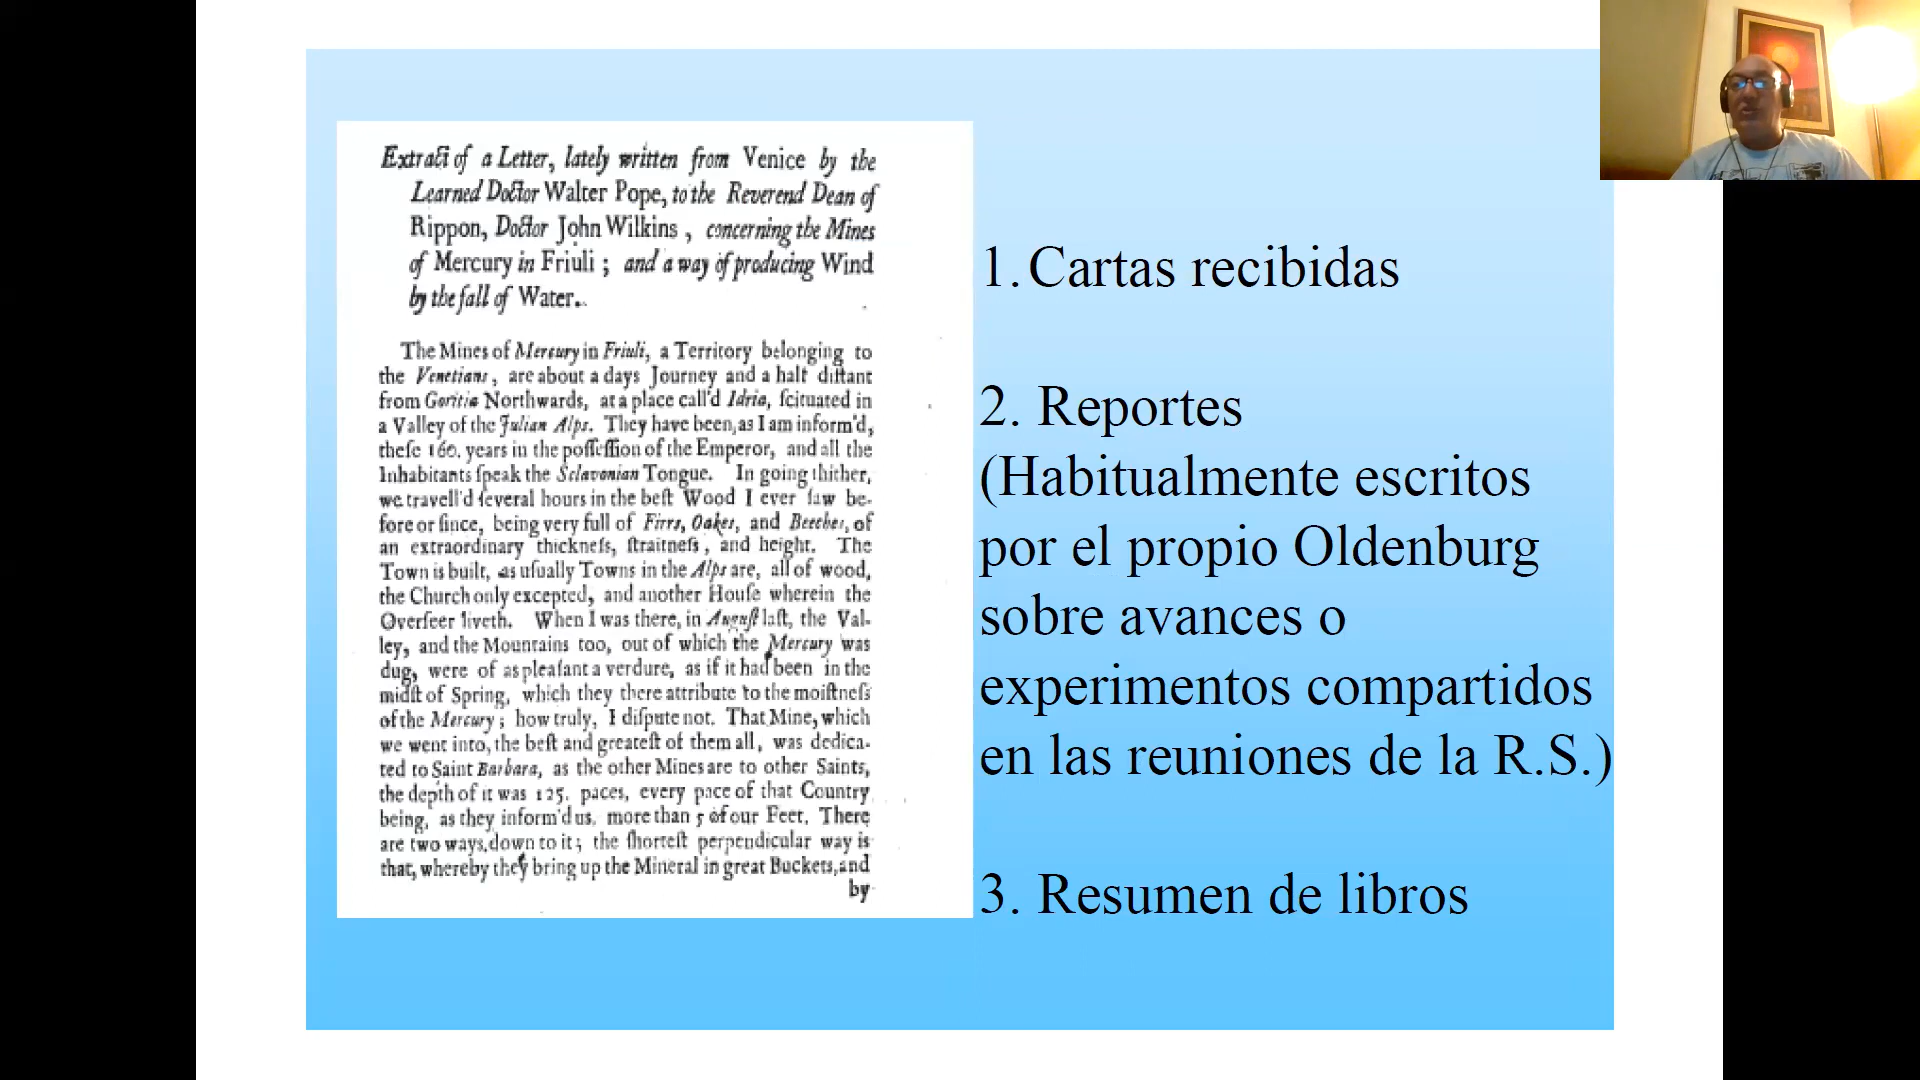 Extract of a Letter, lately written from Venice by the
Learned Doctor Walter Pope, to the Reverend Dean of
Rippon, Doctor John Wilkins, concerning the Mines
of Mercury in Friuli; and a way of producing Wind
by the fall of Water.
The Mines of Mercury in Friuli, a Territory belonging to
the Venetians, are about a days Journey and a half diſtant
from Goritia Northwards, at a place call'd Idria, ſcituated in
a Valley of the Julian Alps. They have been, as I am inform'd,
theſe 160. years in the poſſeſſion of the Emperor, and all the
Inhabitants ſpeak the Sclavonian Tongue. In going thither,
we travell'd ſeveral hours in the beſt Wood I ever ſaw be-
fore or ſince, being very full of Firrs, Oakes, and Beeches, of
an extraordinary thickneſs, ſtraitneſs, and height. The
Town is built, as uſually Towns in the Alps are, all of wood,
the Church only excepted, and another Houſe wherein the
Overſeer liveth. When I was there, in Auguſt laſt, the Val-
ley, and the Mountains too, out of which the Mercury was
dug, were of as pleaſant a verdure, as if it had been in the
midſt of Spring, which they there attribute to the moiſtneſs
of the Mercury; how truly, I diſpute not. That Mine, which
we went into, the beſt and greateſt of them all, was dedica-
ted to Saint Barbara, as the other Mines are to other Saints,
the depth of it was 125. paces, every pace of that Country
being, as they inform'd us, more than 5 of our Feet. There
are two ways down to it; the ſhorteſt perpendicular way is
that, whereby they bring up the Mineral in great Buckets, and
by
1. Cartas recibidas
2. Reportes
(Habitualmente escritos
por el propio Oldenburg
sobre avances o
experimentos compartidos
en las reuniones de la R.S.)
3. Resumen de libros